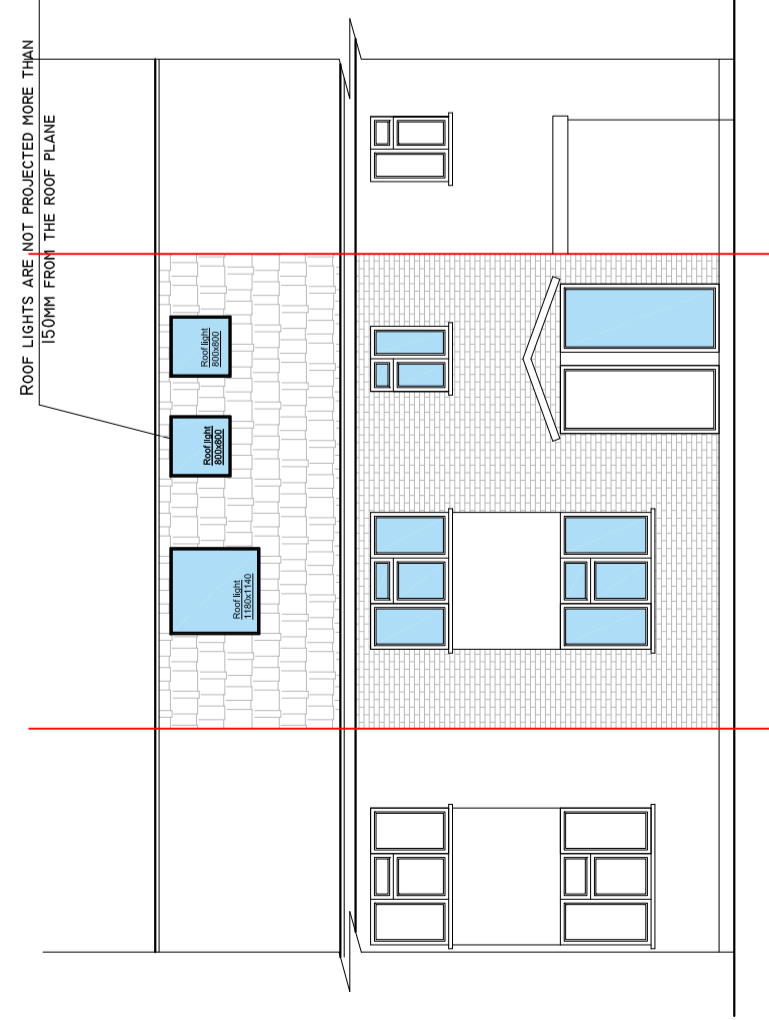 ROOF LIGHTS ARE NOT PROJECTED MORE THAN
150MM FROM THE ROOF PLANE
Roof light
1180x1140
Roof light
800x800
Roof light
800x800